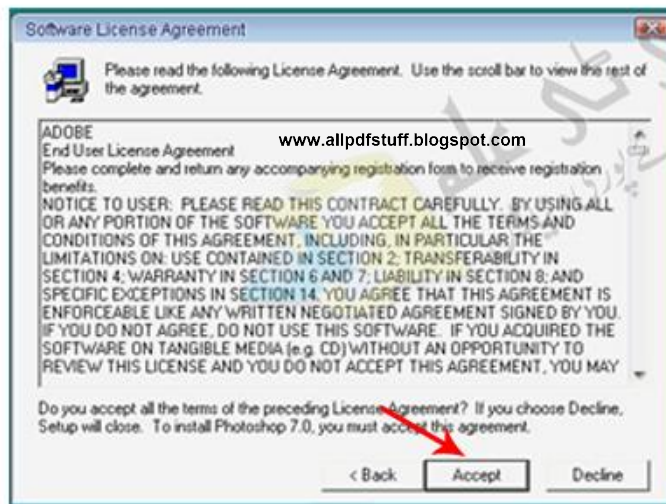 Software License Agreement
Please read the following License Agreement. Use the scroll bar to view the rest of
the agreement.
ADOBE
www.allpdfstuff.blogspot.com
End User License Agreement
Please complete and return any accompanying registration form to receive registration
benefits.
NOTICE TO USER: PLEASE READ THIS CONTRACT CAREFULLY. BY USING ALL
OR ANY PORTION OF THE SOFTWARE YOU ACCEPT ALL THE TERMS AND
CONDITIONS OF THIS AGREEMENT, INCLUDING, IN PARTICULAR THE
LIMITATIONS ON: USE CONTAINED IN SECTION 2; TRANSFERABILITY IN
SECTION 4; WARRANTY IN SECTION 6 AND 7; LIABILITY IN SECTION 8; AND
SPECIFIC EXCEPTIONS IN SECTION 14. YOU AGREE THAT THIS AGREEMENT IS
ENFORCEABLE LIKE ANY WRITTEN NEGOTIATED AGREEMENT SIGNED BY YOU.
IF YOU DO NOT AGREE, DO NOT USE THIS SOFTWARE. IF YOU ACQUIRED THE
SOFTWARE ON TANGIBLE MEDIA (e.g. CD) WITHOUT AN OPPORTUNITY TO
REVIEW THIS LICENSE AND YOU DO NOT ACCEPT THIS AGREEMENT, YOU MAY
Do you accept all the terms of the preceding License Agreement? If you choose Decline,
Setup will close. To install Photoshop 7.0, you must accept this agreement.
< Back Accept Decline